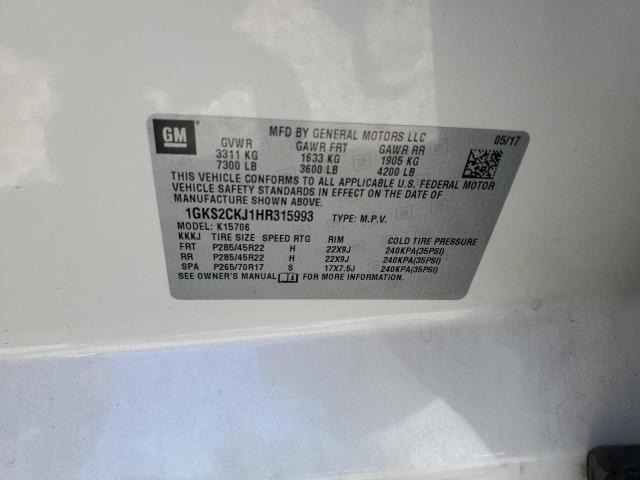 GM
MFD BY GENERAL MOTORS LLC
05/17
GVWR GAWR FRT GAWR RR
3311 KG 1633 KG 1905 KG
7300 LB 3600 LB 4200 LB
THIS VEHICLE CONFORMS TO ALL APPLICABLE U.S. FEDERAL MOTOR
VEHICLE SAFETY STANDARDS IN EFFECT ON THE DATE OF
MANUFACTURE SHOWN ABOVE.
1GKS2CKJ1HR315993 TYPE: M.P.V.
MODEL: K15706
KKKJ TIRE SIZE SPEED RTG RIM COLD TIRE PRESSURE
FRT P285/45R22 H 22X9J 240KPA(35PSI)
RR P285/45R22 H 22X9J 240KPA(35PSI)
SPA P265/70R17 S 17X7.5J 240KPA(35PSI)
SEE OWNER'S MANUAL FOR MORE INFORMATION.